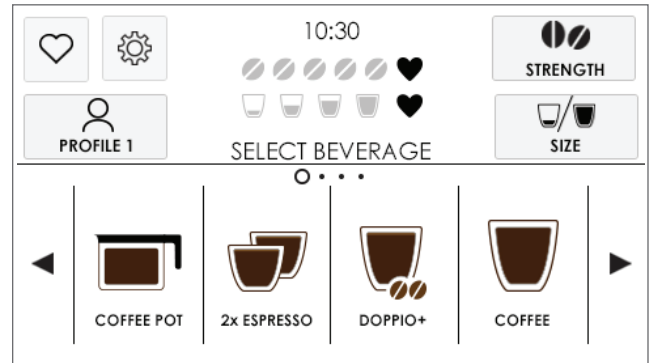 10:30
STRENGTH
PROFILE 1
SIZE
SELECT BEVERAGE
COFFEE POT
2x ESPRESSO
DOPPIO+
COFFEE